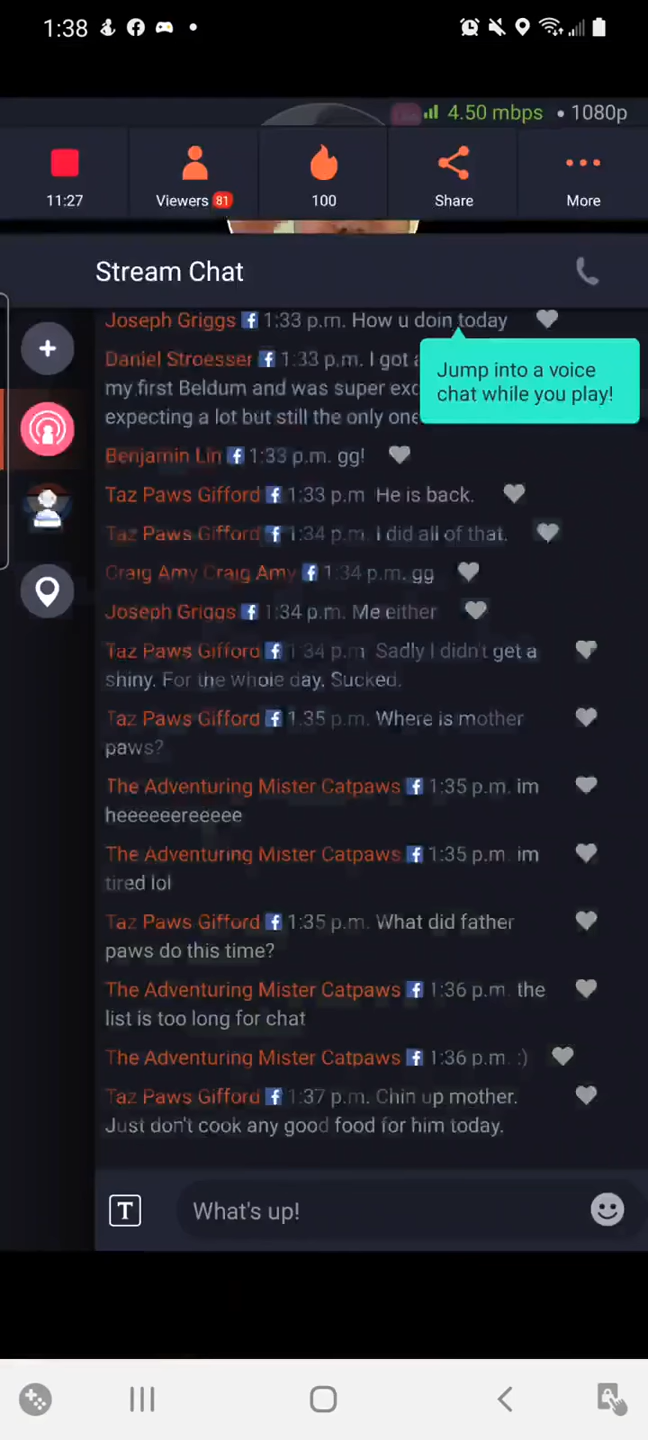 1:38
4.50 mbps • 1080p
11:27
Viewers 81
100
Share
More
Stream Chat
Joseph Griggs 1:33 p.m. How u doin today
Daniel Stroesser 1:33 p.m. I got a
my first Beldum and was super exc
expecting a lot but still the only one
Jump into a voice
chat while you play!
Benjamin Lin 1:33 p.m. gg!
Taz Paws Gifford 1:33 p.m He is back.
Taz Paws Gifford 1:34 p.m. I did all of that.
Craig Amy Craig Amy 1:34 p.m. gg
Joseph Griggs 1:34 p.m. Me either
Taz Paws Gifford 1:34 p.m Sadly I didn't get a
shiny. For the whole day. Sucked.
Taz Paws Gifford 1:35 p.m. Where is mother
paws?
The Adventuring Mister Catpaws 1:35 p.m. im
heeeeeereeeee
The Adventuring Mister Catpaws 1:35 p.m. im
tired lol
Taz Paws Gifford 1:35 p.m. What did father
paws do this time?
The Adventuring Mister Catpaws 1:36 p.m. the
list is too long for chat
The Adventuring Mister Catpaws 1:36 p.m. :)
Taz Paws Gifford 1:37 p.m. Chin up mother.
Just don't cook any good food for him today.
T
What's up!